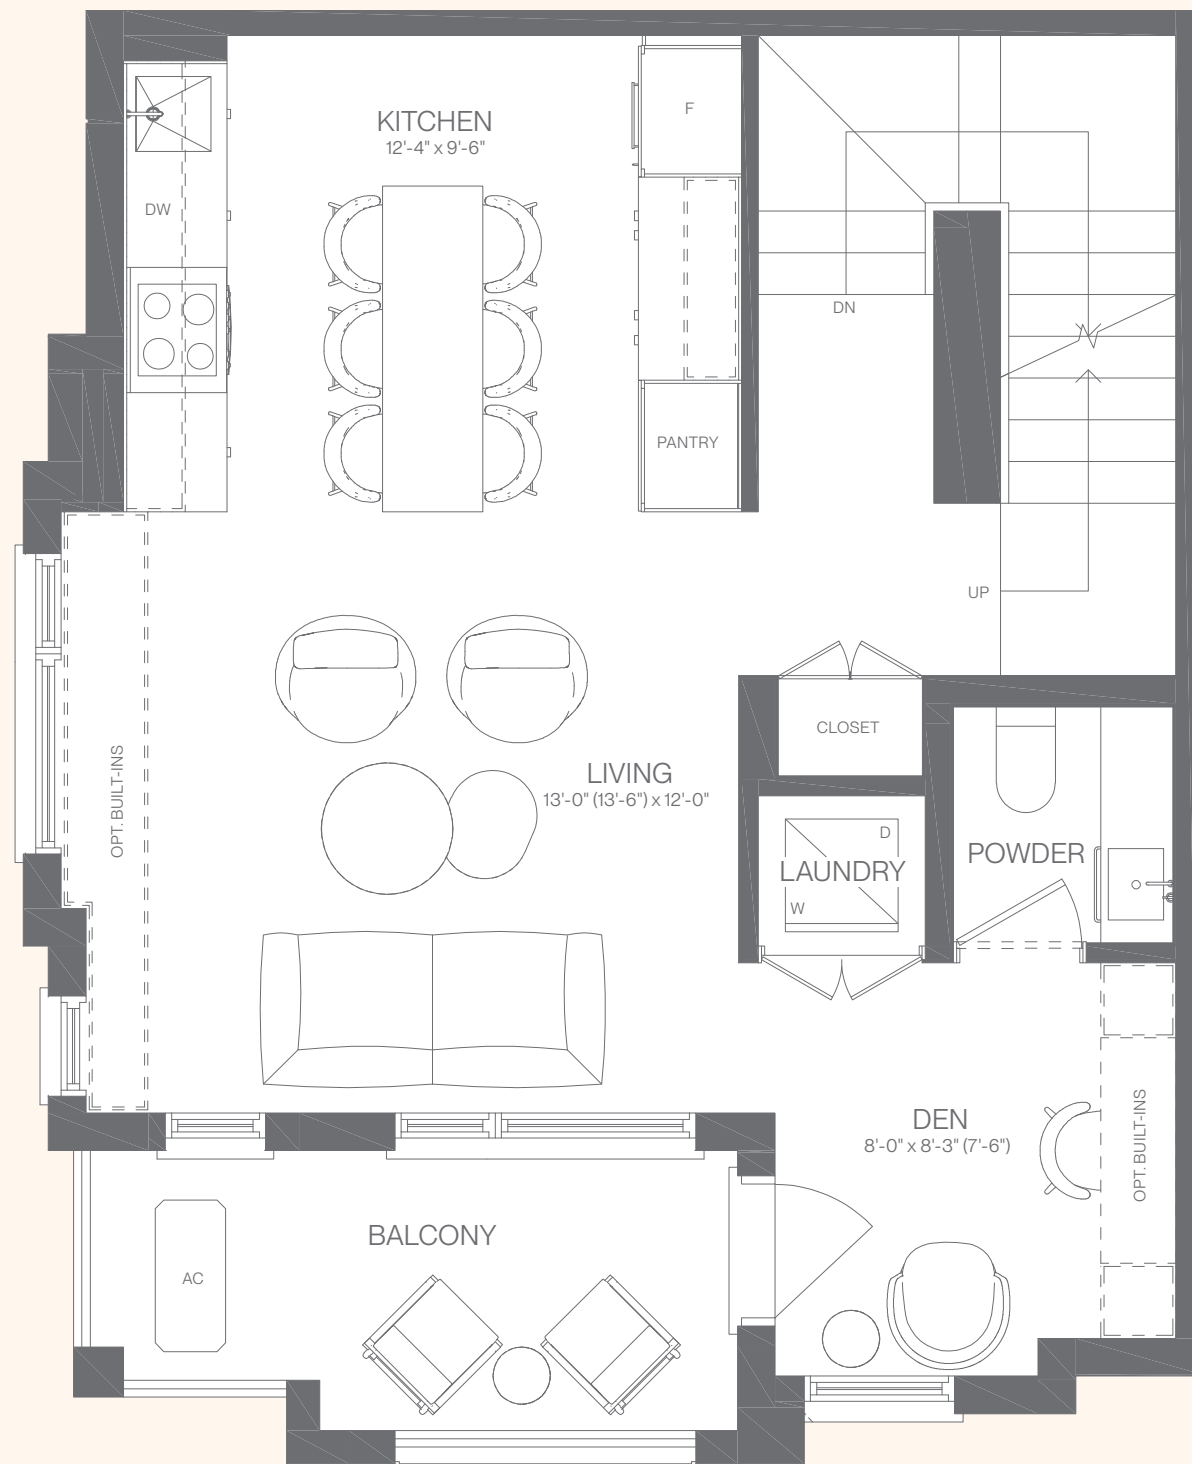 KITCHEN
12'-4" x 9'-6"
F
DW
DN
PANTRY
UP
CLOSET
LIVING
13'-0" (13'-6") x 12'-0"
OPT. BUILT-INS
D
LAUNDRY
W
POWDER
DEN
8'-0" x 8'-3" (7'-6")
OPT. BUILT-INS
BALCONY
AC